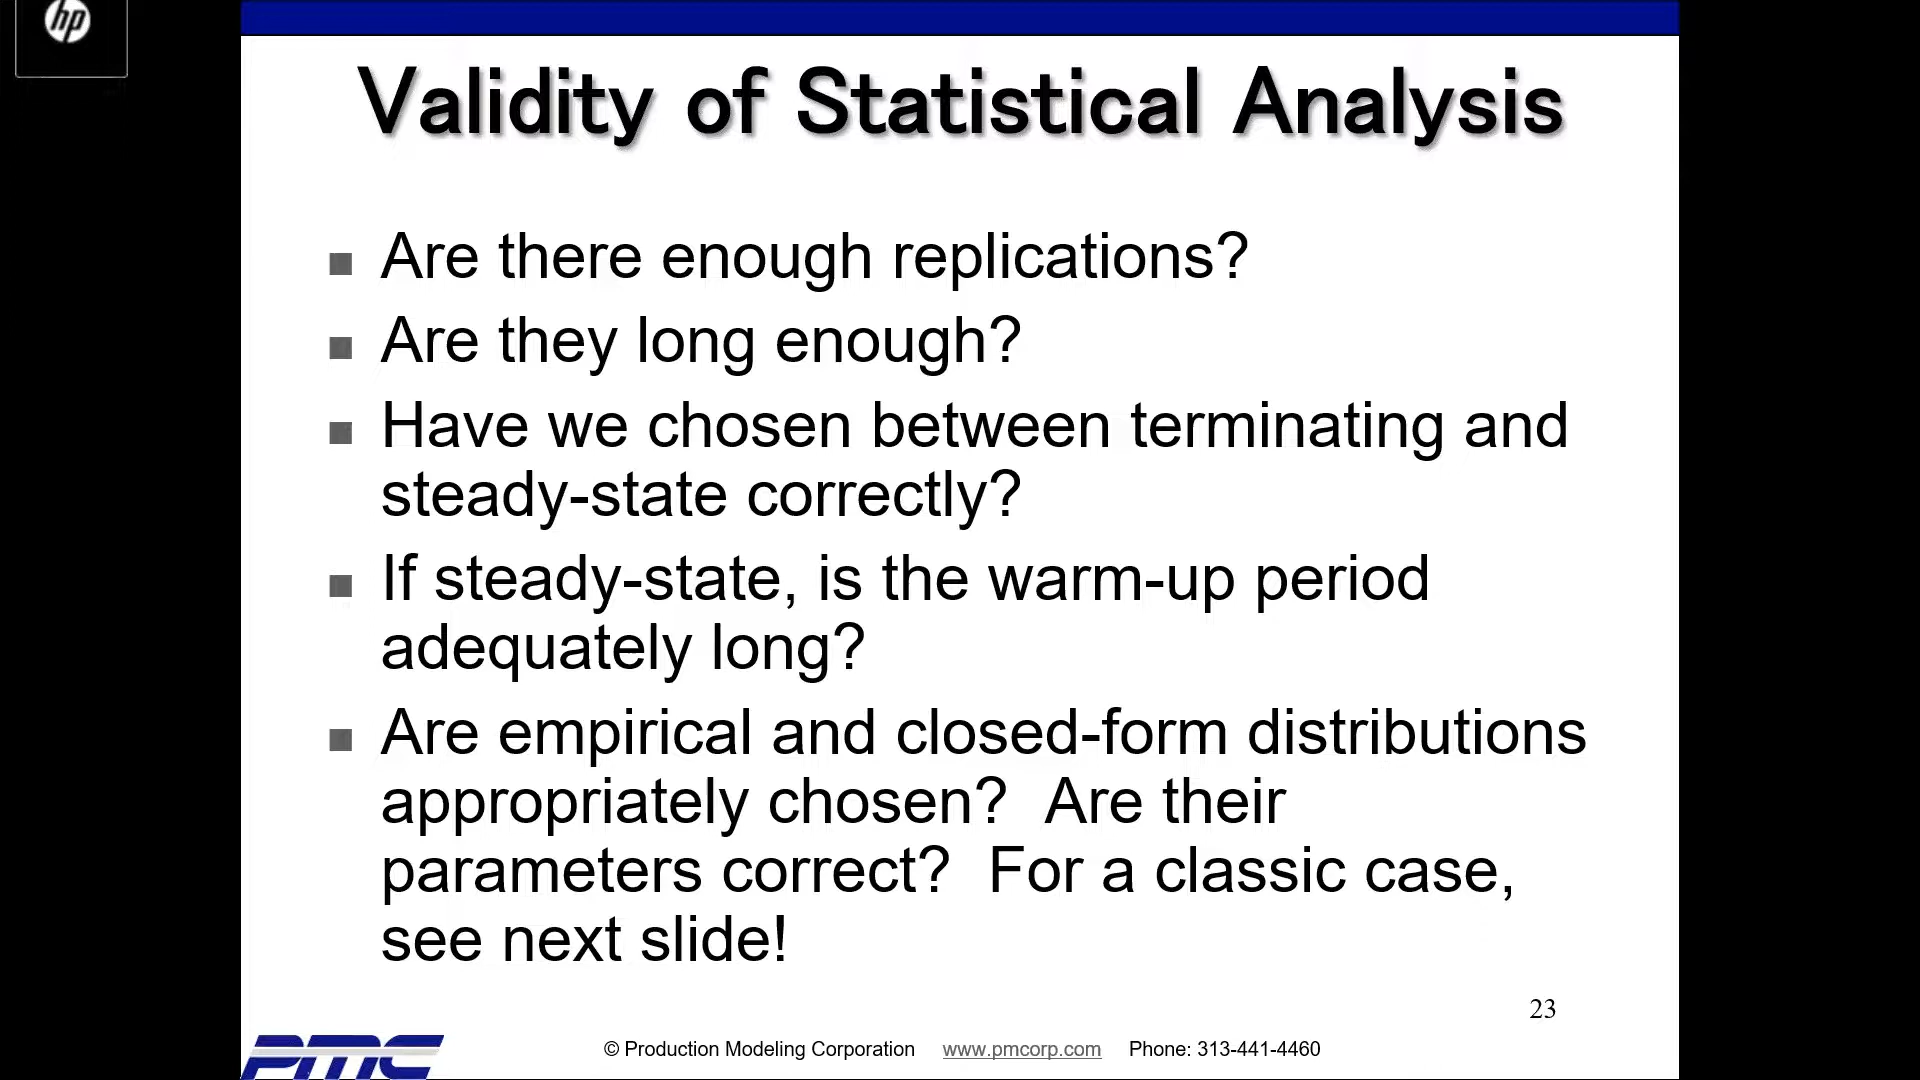 hp
Validity of Statistical Analysis
Are there enough replications?
Are they long enough?
Have we chosen between terminating and
steady-state correctly?
If steady-state, is the warm-up period
adequately long?
Are empirical and closed-form distributions
appropriately chosen?  Are their
parameters correct?  For a classic case,
see next slide!
23
PMC
© Production Modeling Corporation www.pmcorp.com Phone: 313-441-4460